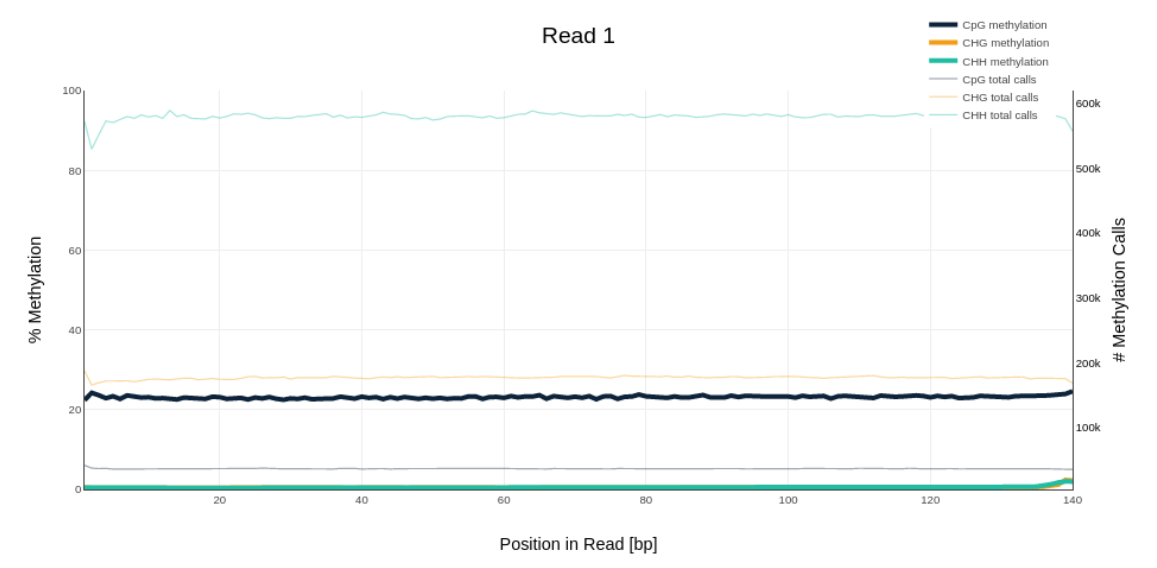 Read 1
CpG methylation
CHG methylation
CHH methylation
CpG total calls
CHG total calls
CHH total calls
% Methylation
100
80
60
40
20
0
600k
500k
400k
300k
200k
100k
# Methylation Calls
20
40
60
80
100
120
140
Position in Read [bp]